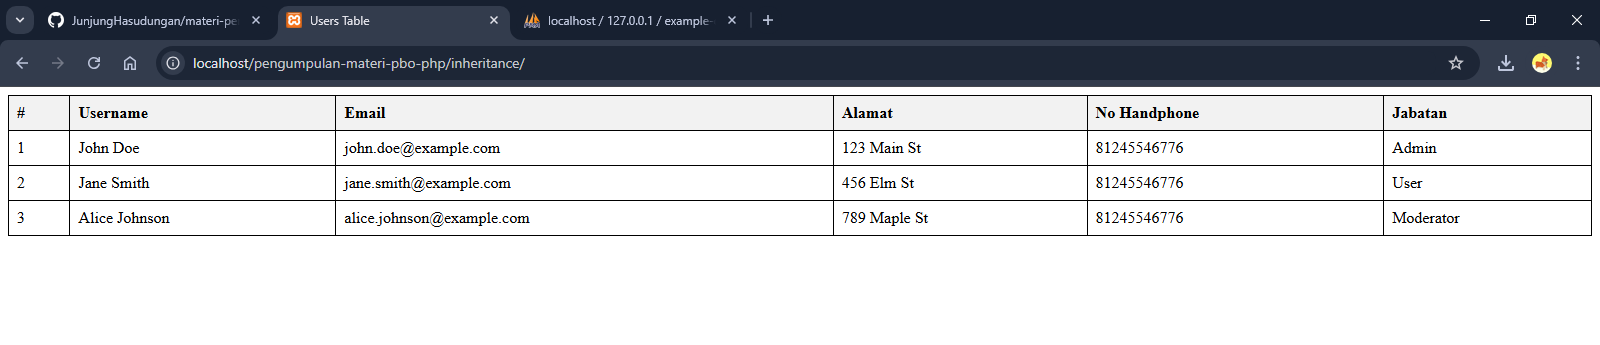 JunjungHasudungan/materi-pe
Users Table
localhost / 127.0.0.1 / example-
localhost/pengumpulan-materi-pbo-php/inheritance/
# Username Email Alamat No Handphone Jabatan
1 John Doe john.doe@example.com 123 Main St 81245546776 Admin
2 Jane Smith jane.smith@example.com 456 Elm St 81245546776 User
3 Alice Johnson alice.johnson@example.com 789 Maple St 81245546776 Moderator